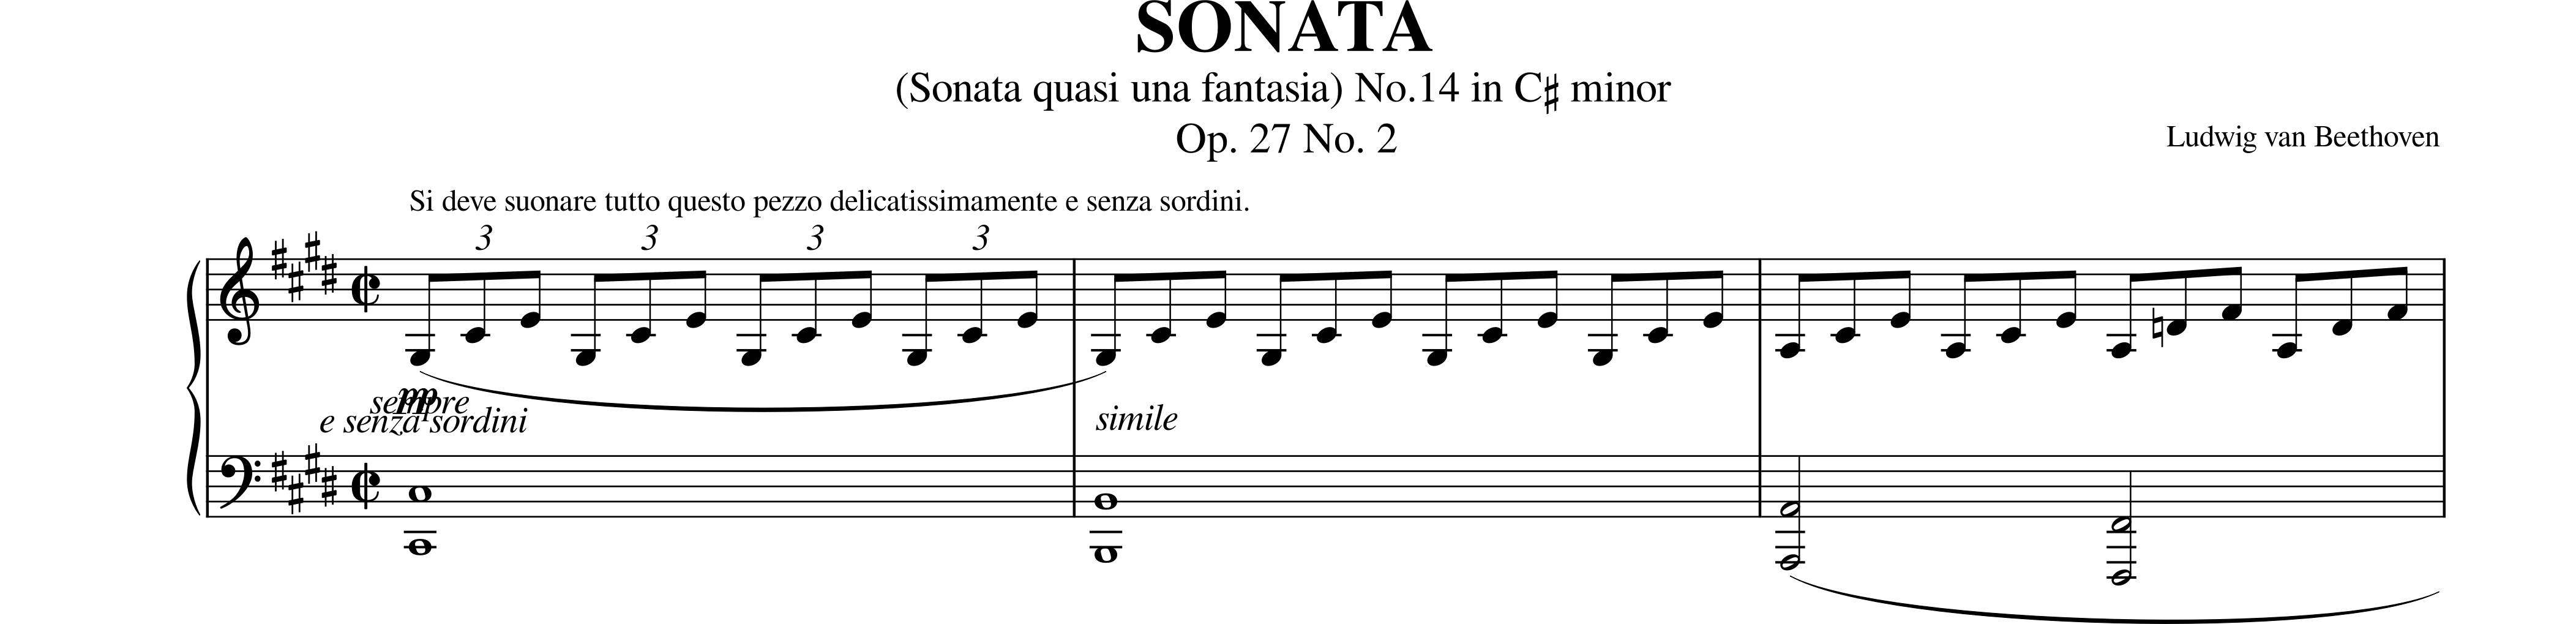 SONATA
(Sonata quasi una fantasia) No.14 in C♯ minor
Op. 27 No. 2
Ludwig van Beethoven
Si deve suonare tutto questo pezzo delicatissimamente e senza sordini.
3 3 3 3
sempre pp
e senza sordini
simile